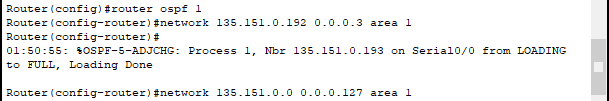 Router(config)#router ospf 1
Router(config-router)#network 135.151.0.192 0.0.0.3 area 1
Router(config-router)#
01:50:55: %OSPF-5-ADJCHG: Process 1, Nbr 135.151.0.193 on Serial0/0 from LOADING
to FULL, Loading Done
Router(config-router)#network 135.151.0.0 0.0.0.127 area 1